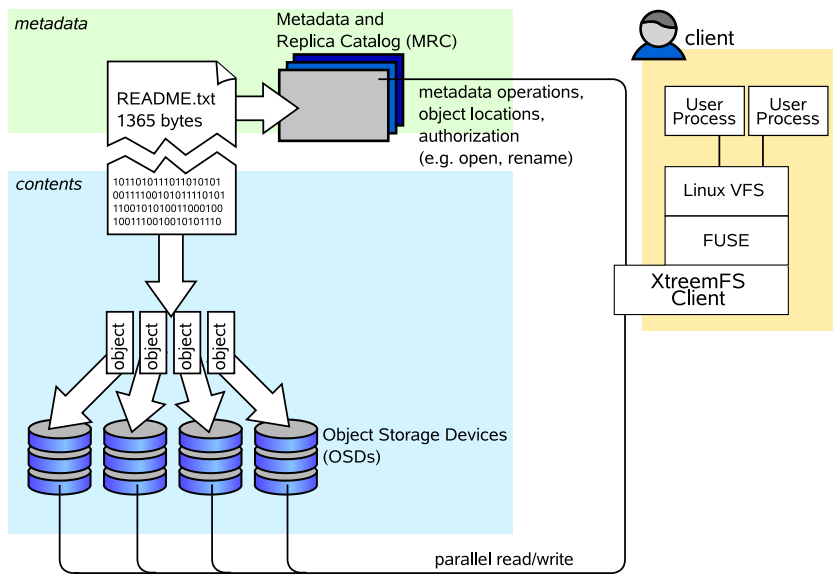 metadata
Metadata and
Replica Catalog (MRC)
client
README.txt
1365 bytes
metadata operations,
object locations,
authorization
(e.g. open, rename)
User
Process
User
Process
contents
1011010111011010101
0011110010101110101
1100101010011000100
1001110010010101110
Linux VFS
FUSE
XtreemFS
Client
object
object
object
object
Object Storage Devices
(OSDs)
parallel read/write